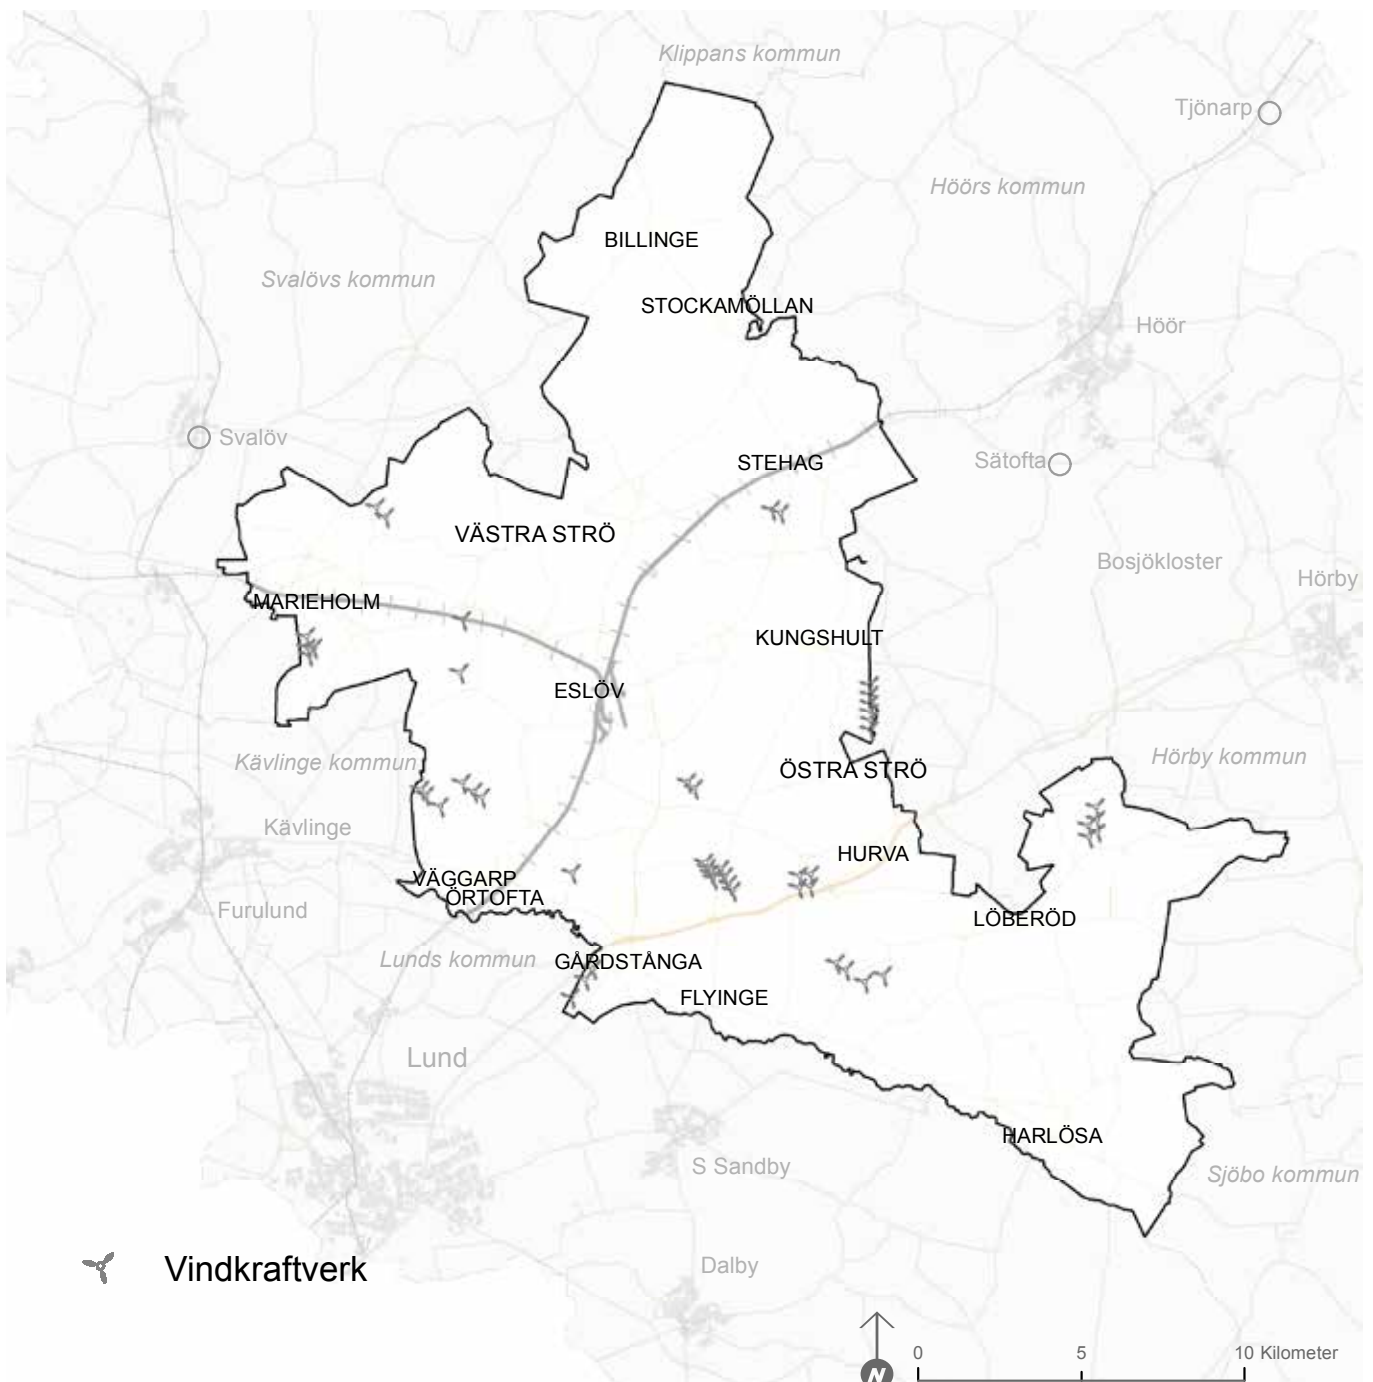 Klippans kommun
Tjönarp
Höörs kommun
BILLINGE
Svalövs kommun
STOCKAMÖLLAN
Höör
Svalöv
STEHAG
Sätofta
VÄSTRA STRÖ
Bosjökloster
Hörby
MARIEHOLM
KUNGSHULT
ESLÖV
Kävlinge kommun
ÖSTRA STRÖ
Hörby kommun
Kävlinge
HURVA
VÄGGARP
ÖRTOFTA
Furulund
LÖBERÖD
Lunds kommun
GÅRDSTÅNGA
FLYINGE
Lund
HARLÖSA
S Sandby
Sjöbo kommun
Vindkraftverk
Dalby
N
0 5 10 Kilometer